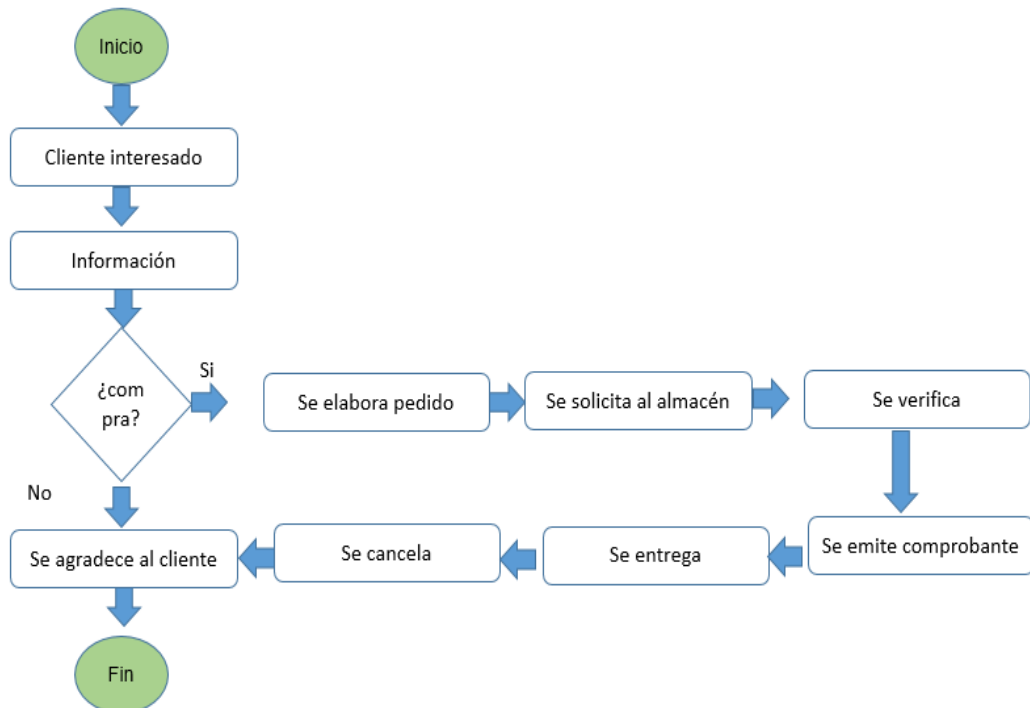 Inicio
Cliente interesado
Información
¿com
pra?
Si
Se elabora pedido
Se solicita al almacén
Se verifica
No
Se agradece al cliente
Se cancela
Se entrega
Se emite comprobante
Fin